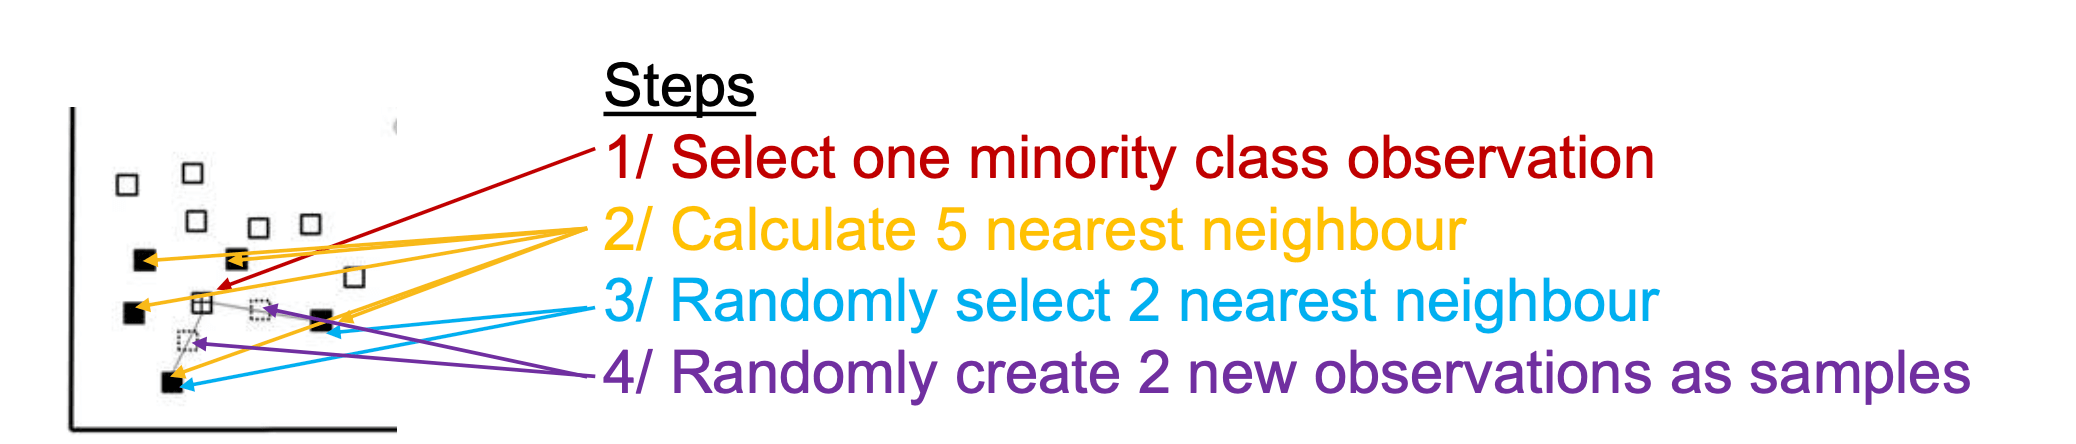 Steps
1/ Select one minority class observation
2/ Calculate 5 nearest neighbour
3/ Randomly select 2 nearest neighbour
4/ Randomly create 2 new observations as samples